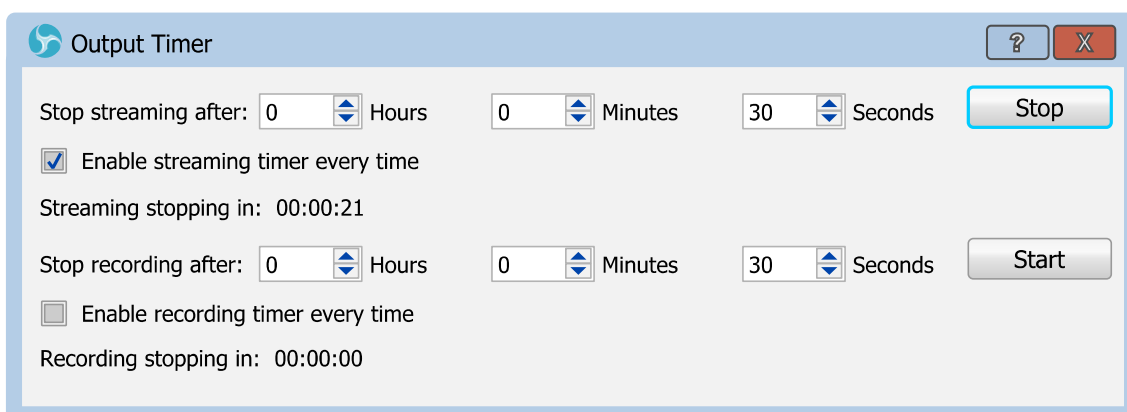 Output Timer ? X
Stop streaming after: 0 Hours 0 Minutes 30 Seconds Stop
Enable streaming timer every time
Streaming stopping in: 00:00:21
Stop recording after: 0 Hours 0 Minutes 30 Seconds Start
Enable recording timer every time
Recording stopping in: 00:00:00